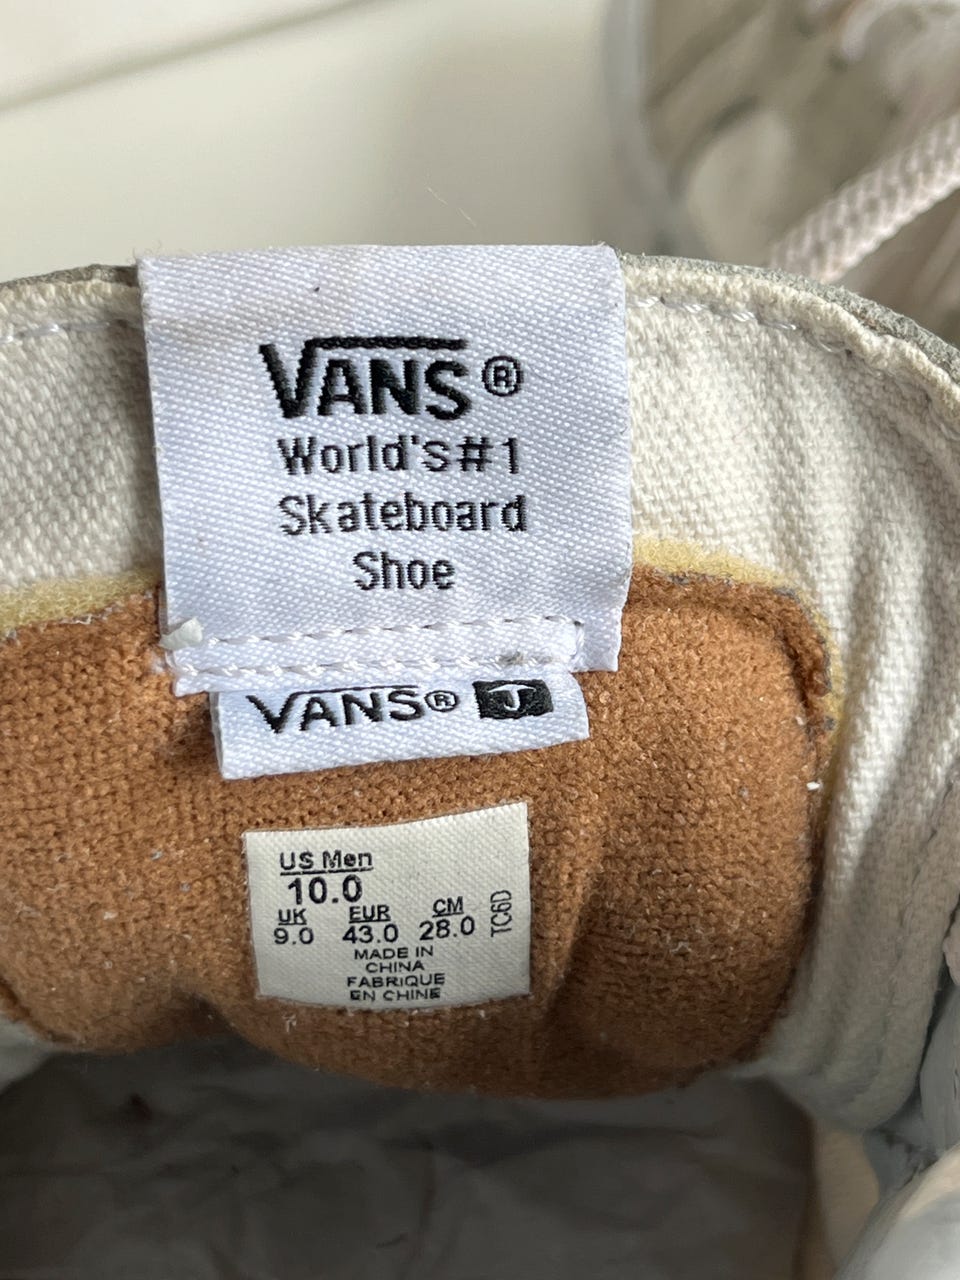 VANS®
World's#1
Skateboard
Shoe
VANS® J
US Men
10.0
UK EUR CM
9.0 43.0 28.0
TC6D
MADE IN
CHINA
FABRIQUE
EN CHINE